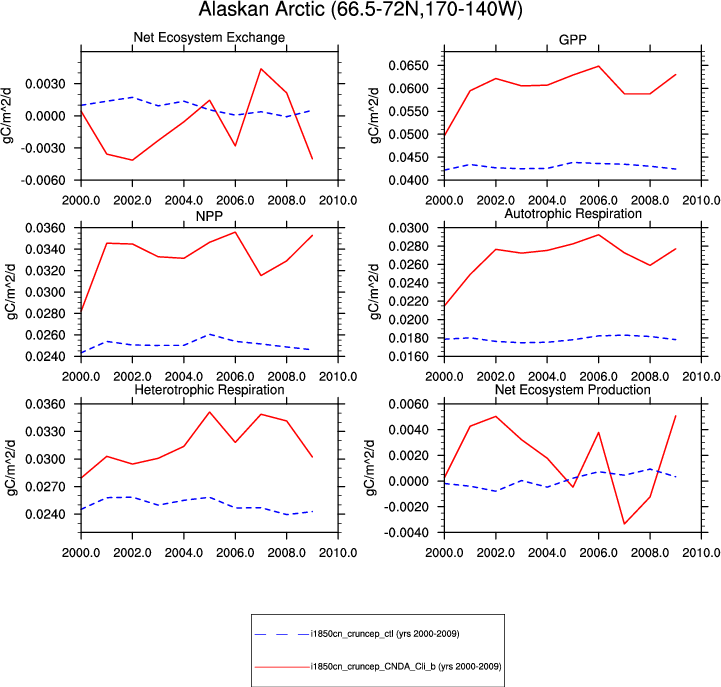 Alaskan Arctic (66.5-72N,170-140W)
Net Ecosystem Exchange
gC/m^2/d
0.0030
0.0000
-0.0030
-0.0060
2000.0 2002.0 2004.0 2006.0 2008.0 2010.0
GPP
gC/m^2/d
0.0650
0.0600
0.0550
0.0500
0.0450
0.0400
2000.0 2002.0 2004.0 2006.0 2008.0 2010.0
NPP
gC/m^2/d
0.0360
0.0340
0.0320
0.0300
0.0280
0.0260
0.0240
2000.0 2002.0 2004.0 2006.0 2008.0 2010.0
Autotrophic Respiration
gC/m^2/d
0.0300
0.0280
0.0260
0.0240
0.0220
0.0200
0.0180
0.0160
2000.0 2002.0 2004.0 2006.0 2008.0 2010.0
Heterotrophic Respiration
gC/m^2/d
0.0360
0.0330
0.0300
0.0270
0.0240
2000.0 2002.0 2004.0 2006.0 2008.0 2010.0
Net Ecosystem Production
gC/m^2/d
0.0060
0.0040
0.0020
0.0000
-0.0020
-0.0040
2000.0 2002.0 2004.0 2006.0 2008.0 2010.0
i1850cn_cruncep_ctl (yrs 2000-2009)
i1850cn_cruncep_CNDA_Cli_b (yrs 2000-2009)